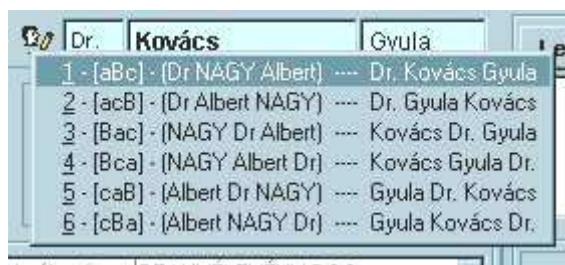 Dr. Kovács Gyula Le
1 - [aBc] - (Dr NAGY Albert) ---- Dr. Kovács Gyula
2 - [acB] - (Dr Albert NAGY) ---- Dr. Gyula Kovács
3 - [Bac] - (NAGY Dr Albert) ---- Kovács Dr. Gyula
4 - [Bca] - (NAGY Albert Dr) ---- Kovács Gyula Dr.
5 - [caB] - (Albert Dr NAGY) ---- Gyula Dr. Kovács
6 - [cBa] - (Albert NAGY Dr) ---- Gyula Kovács Dr.